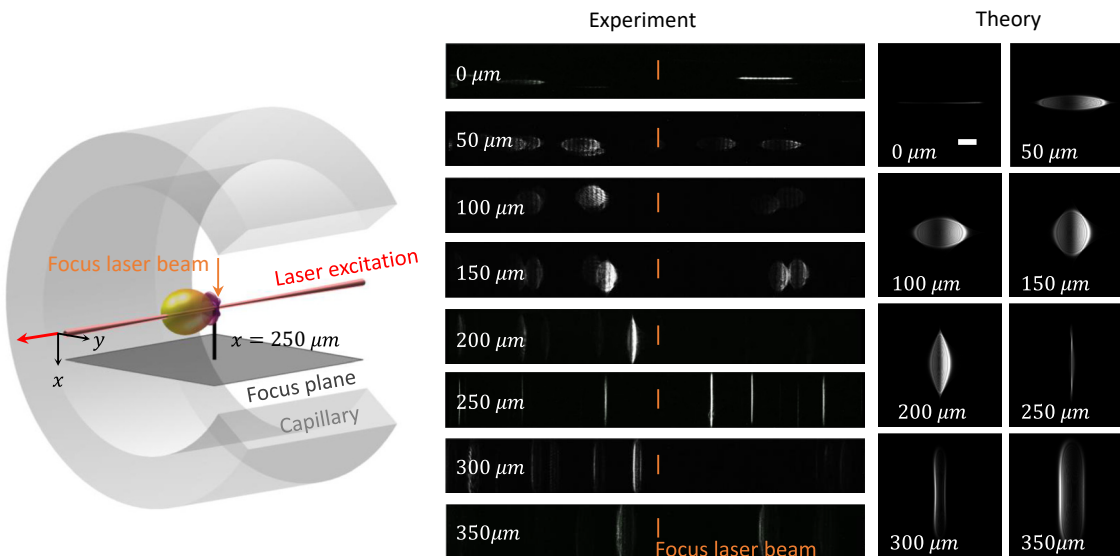 Experiment
Theory
Focus laser beam
Laser excitation
x = 250 μm
y
x
Focus plane
Capillary
0 μm
50 μm
100 μm
150 μm
200 μm
250 μm
300 μm
350μm
Focus laser beam
0 μm
50 μm
100 μm
150 μm
200 μm
250 μm
300 μm
350μm